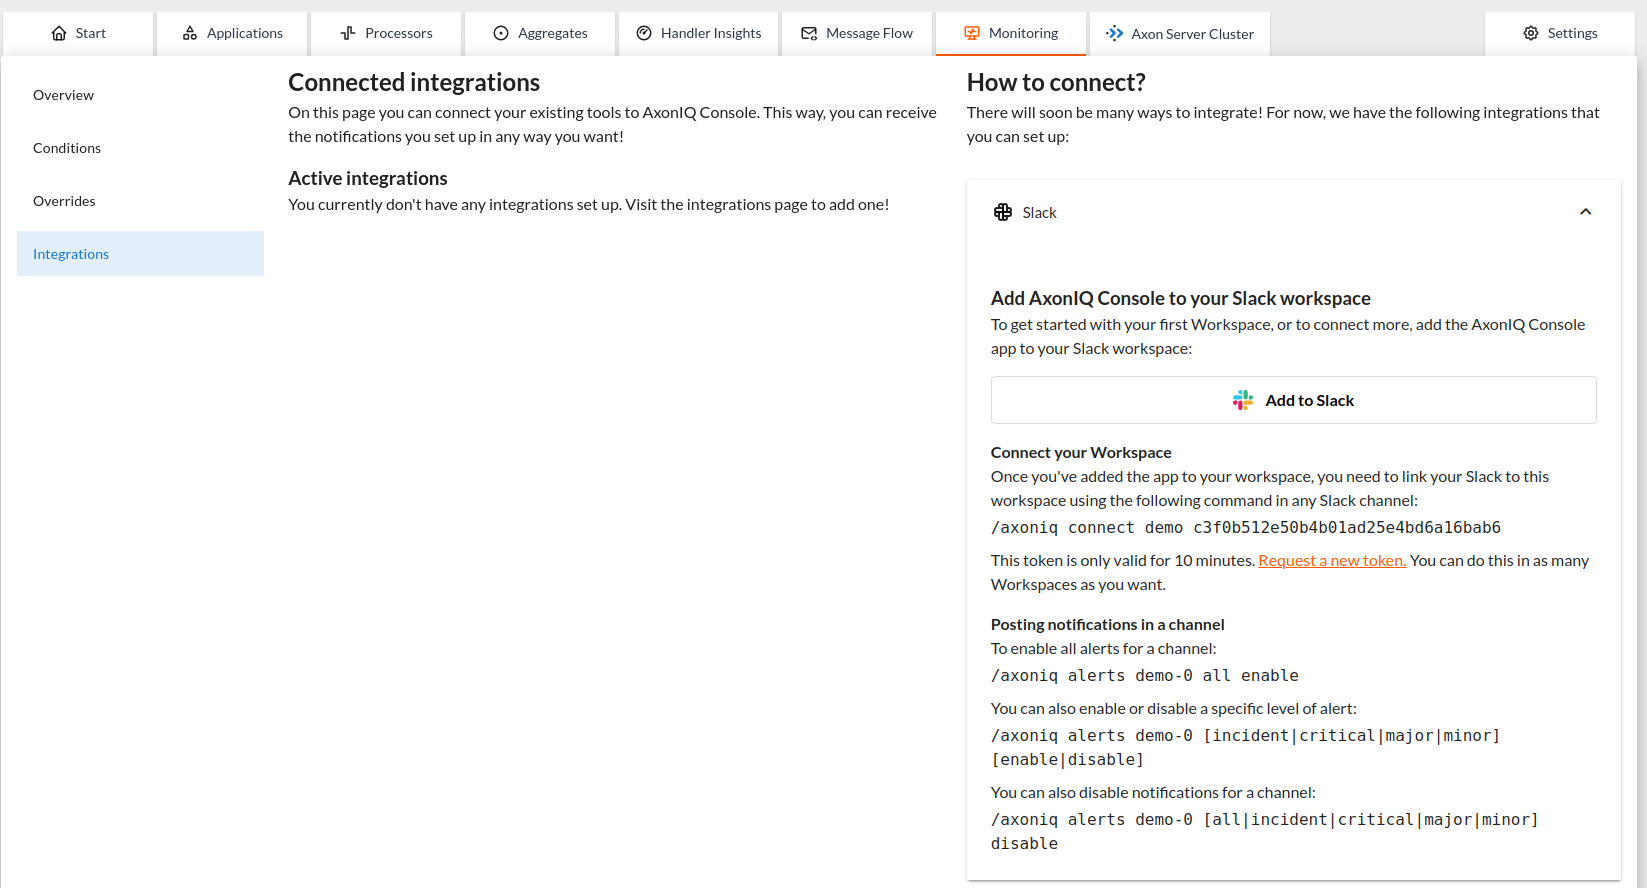 Start
Applications
Processors
Aggregates
Handler Insights
Message Flow
Monitoring
Axon Server Cluster
Settings
Overview
Conditions
Overrides
Integrations
Connected integrations
On this page you can connect your existing tools to AxonIQ Console. This way, you can receive
the notifications you set up in any way you want!
Active integrations
You currently don't have any integrations set up. Visit the integrations page to add one!
How to connect?
There will soon be many ways to integrate! For now, we have the following integrations that
you can set up:
Slack
Add AxonIQ Console to your Slack workspace
To get started with your first Workspace, or to connect more, add the AxonIQ Console
app to your Slack workspace:
Add to Slack
Connect your Workspace
Once you've added the app to your workspace, you need to link your Slack to this
workspace using the following command in any Slack channel:
/axoniq connect demo c3f0b512e50b4b01ad25e4bd6a16bab6
This token is only valid for 10 minutes. Request a new token. You can do this in as many
Workspaces as you want.
Posting notifications in a channel
To enable all alerts for a channel:
/axoniq alerts demo-0 all enable
You can also enable or disable a specific level of alert:
/axoniq alerts demo-0 [incident|critical|major|minor]
[enable|disable]
You can also disable notifications for a channel:
/axoniq alerts demo-0 [all|incident|critical|major|minor]
disable